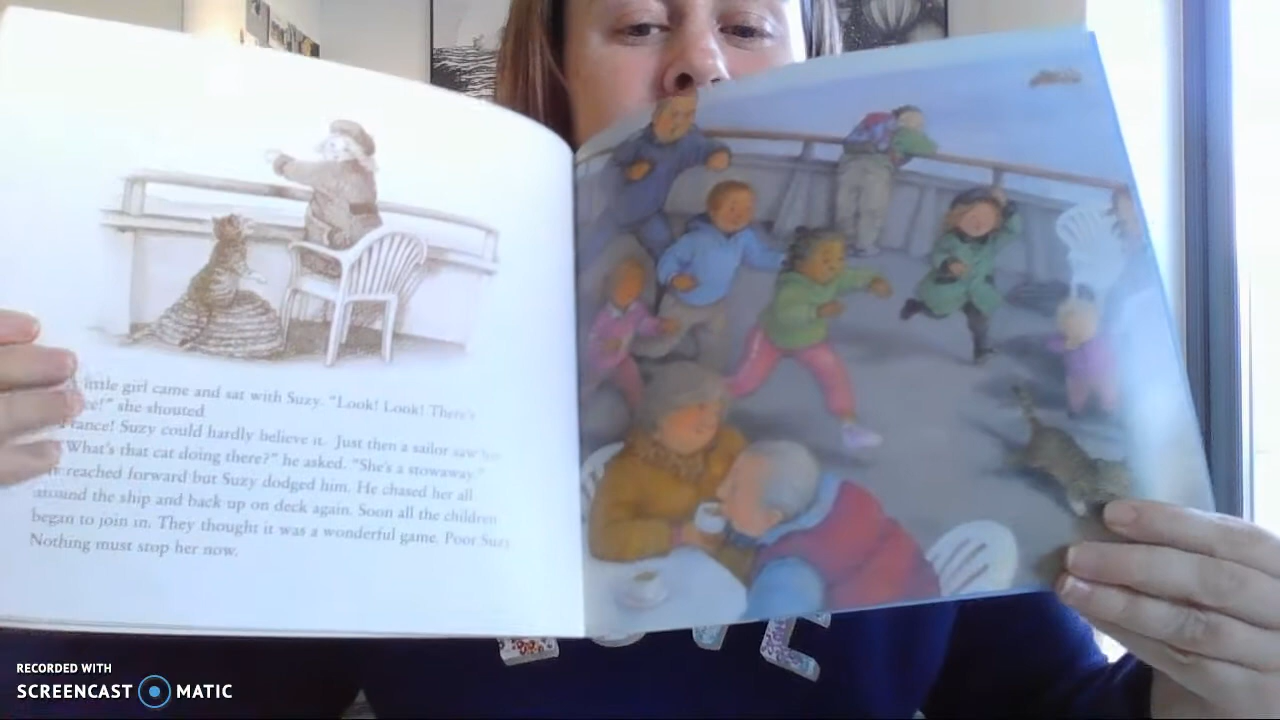 little girl came and sat with Suzy. "Look! Look! There's
she shouted.
France! Suzy could hardly believe it. Just then a sailor saw
"What's that cat doing there?" he asked. "She's a stowaway."
reached forward but Suzy dodged him. He chased her all
around the ship and back up on deck again. Soon all the children
began to join in. They thought it was a wonderful game. Poor Suzy
Nothing must stop her now.
RECORDED WITH
SCREENCAST MATIC